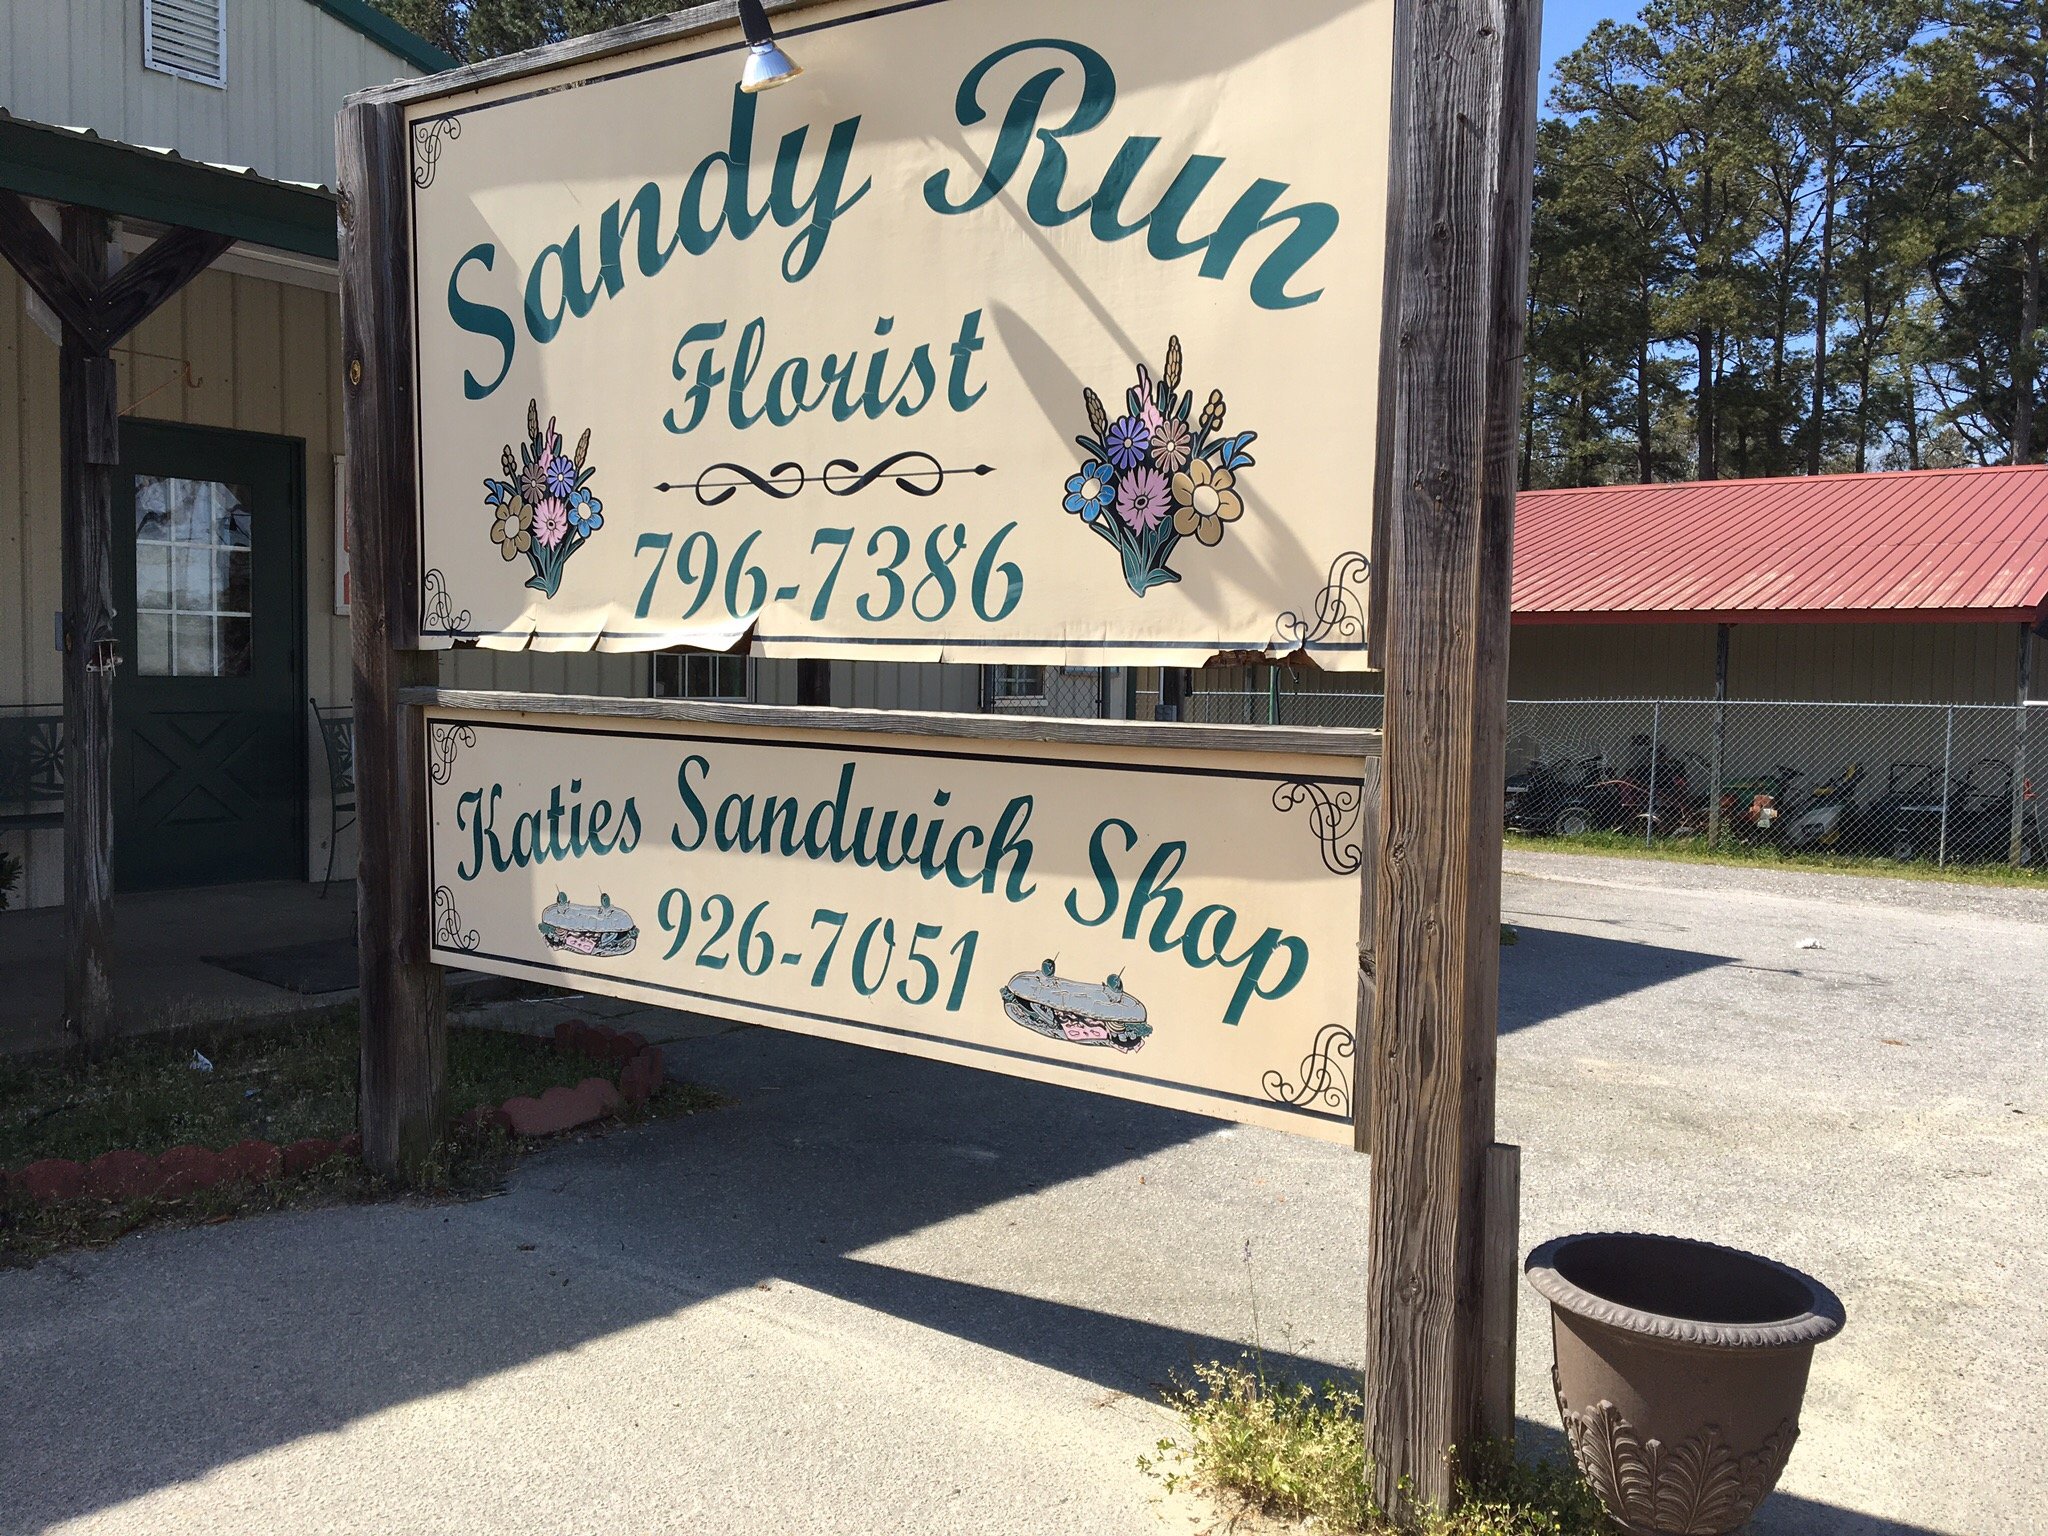 Sandy Run
Florist
796-7386
Katies Sandwich Shop
926-7051